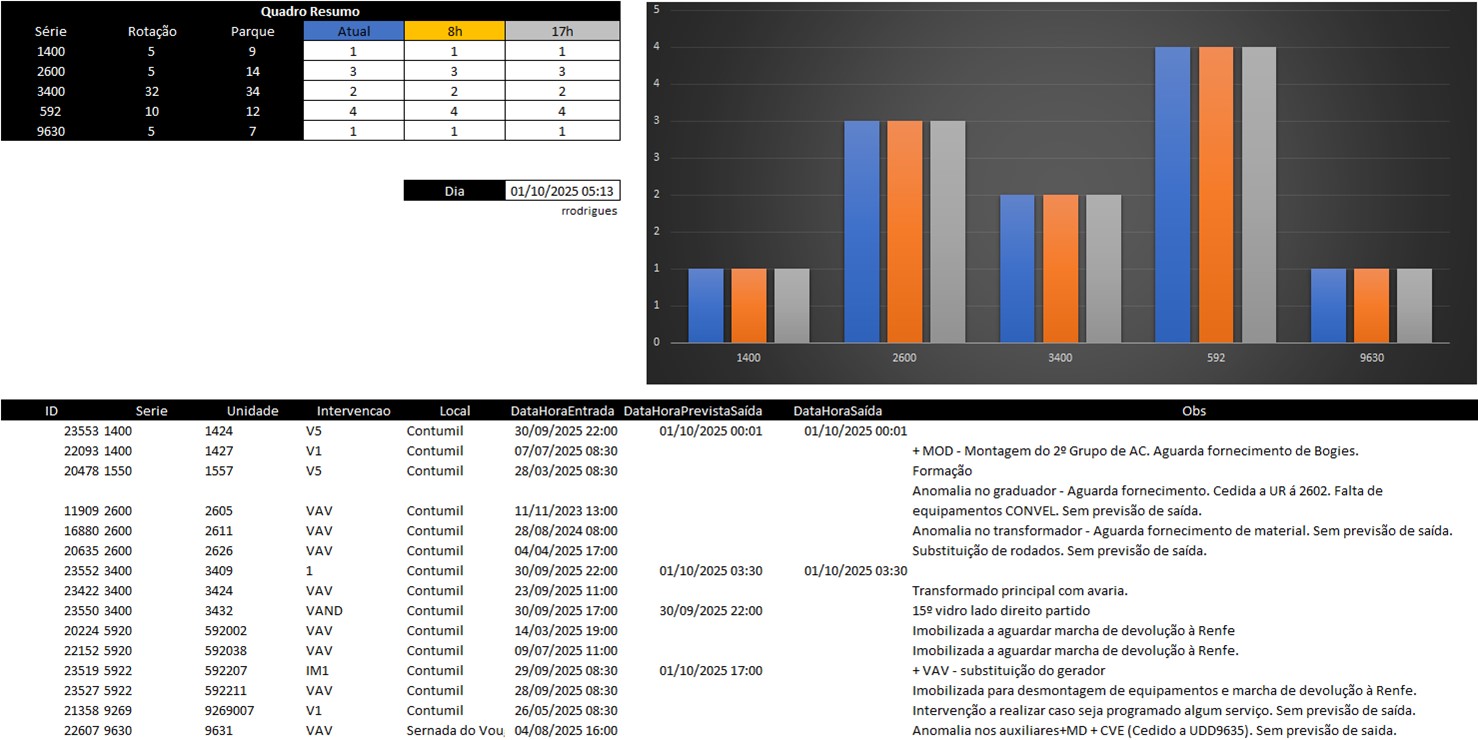 Quadro Resumo
Série Rotação Parque Atual 8h 17h
1400 5 9 1 1 1
2600 5 14 3 3 3
3400 32 34 2 2 2
592 10 12 4 4 4
9630 5 7 1 1 1
Dia 01/10/2025 05:13
rrodrigues
5
4
4
3
3
2
2
1
1
0
1400 2600 3400 592 9630
ID Serie Unidade Intervencao Local DataHoraEntrada DataHoraPrevistaSaída DataHoraSaída Obs
23553 1400 1424 V5 Contumil 30/09/2025 22:00 01/10/2025 00:01 01/10/2025 00:01
22093 1400 1427 V1 Contumil 07/07/2025 08:30 + MOD - Montagem do 2º Grupo de AC. Aguarda fornecimento de Bogies.
20478 1550 1557 V5 Contumil 28/03/2025 08:30 Formação
Anomalia no graduador - Aguarda fornecimento. Cedida a UR á 2602. Falta de
11909 2600 2605 VAV Contumil 11/11/2023 13:00 equipamentos CONVEL. Sem previsão de saída.
16880 2600 2611 VAV Contumil 28/08/2024 08:00 Anomalia no transformador - Aguarda fornecimento de material. Sem previsão de saída.
20635 2600 2626 VAV Contumil 04/04/2025 17:00 Substituição de rodados. Sem previsão de saída.
23552 3400 3409 1 Contumil 30/09/2025 22:00 01/10/2025 03:30 01/10/2025 03:30
23422 3400 3424 VAV Contumil 23/09/2025 11:00 Transformado principal com avaria.
23550 3400 3432 VAND Contumil 30/09/2025 17:00 30/09/2025 22:00 15º vidro lado direito partido
20224 5920 592002 VAV Contumil 14/03/2025 19:00 Imobilizada a aguardar marcha de devolução à Renfe
22152 5920 592038 VAV Contumil 09/07/2025 11:00 Imobilizada a aguardar marcha de devolução à Renfe.
23519 5922 592207 IM1 Contumil 29/09/2025 08:30 01/10/2025 17:00 + VAV - substituição do gerador
23527 5922 592211 VAV Contumil 28/09/2025 08:30 Imobilizada para desmontagem de equipamentos e marcha de devolução à Renfe.
21358 9269 9269007 V1 Contumil 26/05/2025 08:30 Intervenção a realizar caso seja programado algum serviço. Sem previsão de saída.
22607 9630 9631 VAV Sernada do Vou 04/08/2025 16:00 Anomalia nos auxiliares+MD + CVE (Cedido a UDD9635). Sem previsão de saida.